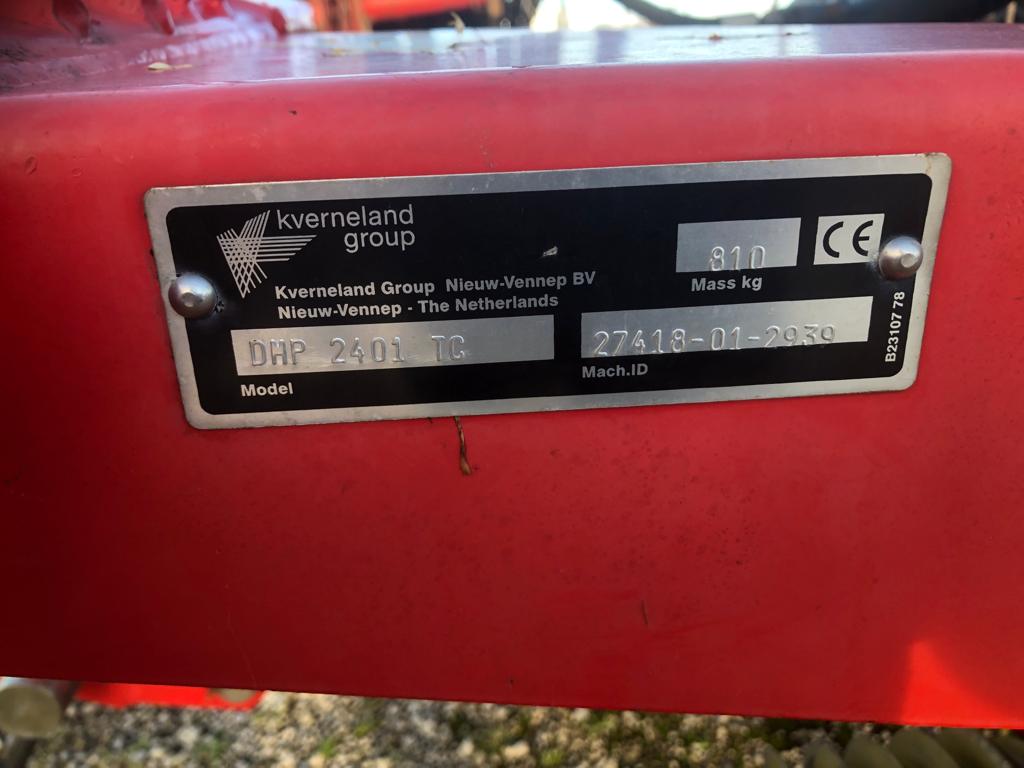 kverneland
group
Kverneland Group Nieuw-Vennep BV
Nieuw-Vennep - The Netherlands
810
Mass kg
CE
DMP 2401 TC
Model
27418-01-2939
Mach.ID
B2310778